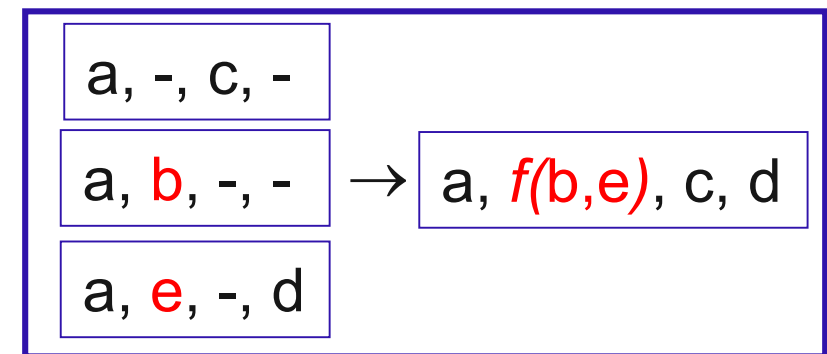 a, -, c, -
a, b, -, - → a, f(b,e), c, d
a, e, -, d